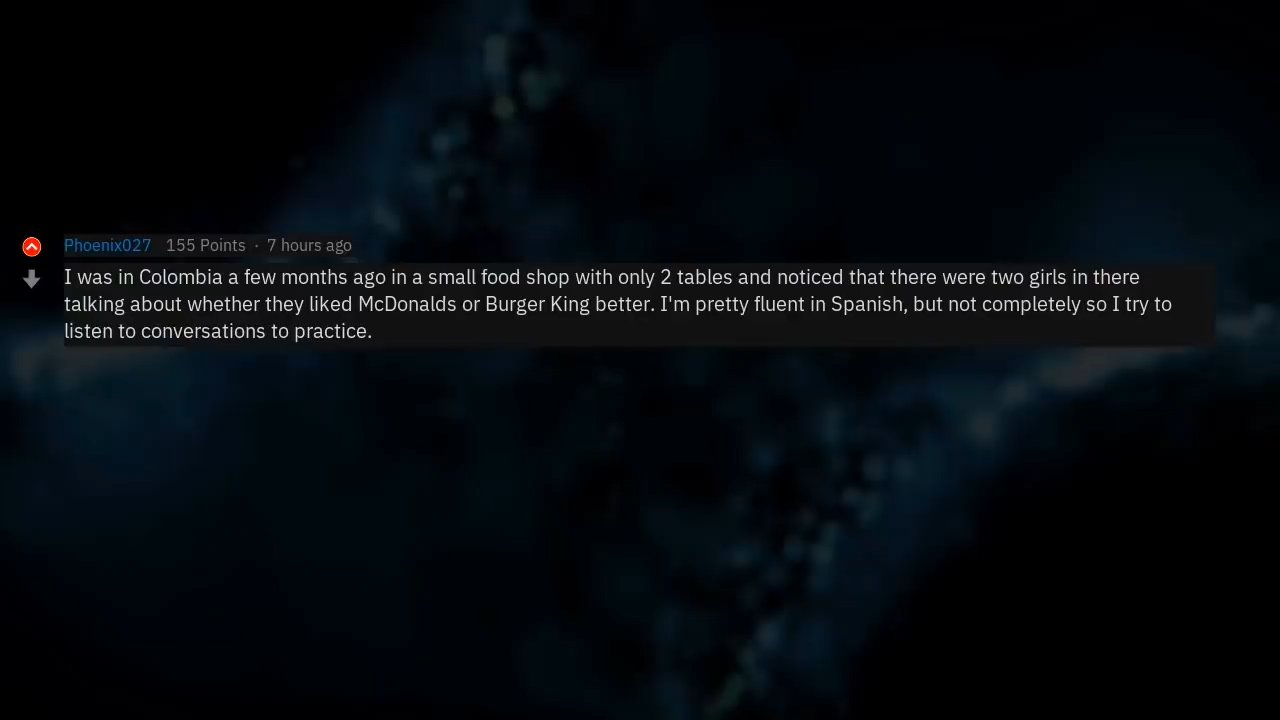 Phoenix027 155 Points · 7 hours ago
I was in Colombia a few months ago in a small food shop with only 2 tables and noticed that there were two girls in there
talking about whether they liked McDonalds or Burger King better. I'm pretty fluent in Spanish, but not completely so I try to
listen to conversations to practice.